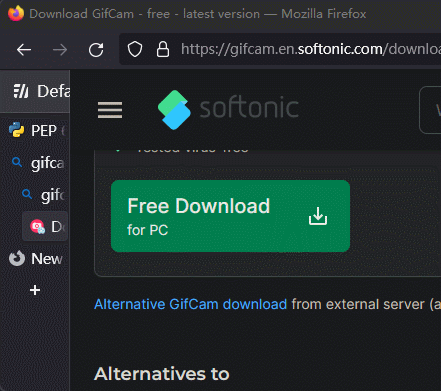 Download GifCam - free - latest version — Mozilla Firefox
https://gifcam.en.softonic.com/downloa
Defa
softonic
PEP
Tested virus-free
gifca
gifc
Free Download
for PC
D
New
Alternative GifCam download from external server (a
Alternatives to